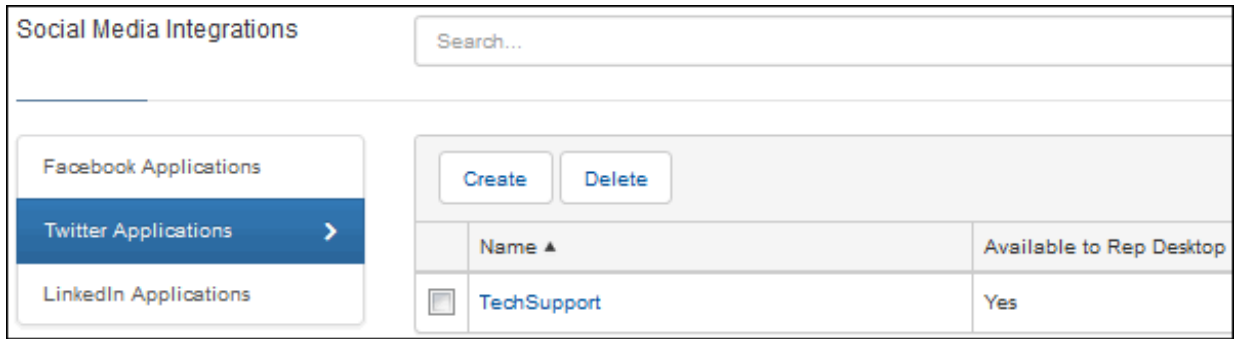 Social Media Integrations
Search...
Facebook Applications
Twitter Applications
LinkedIn Applications
Create Delete
Name Available to Rep Desktop
TechSupport Yes